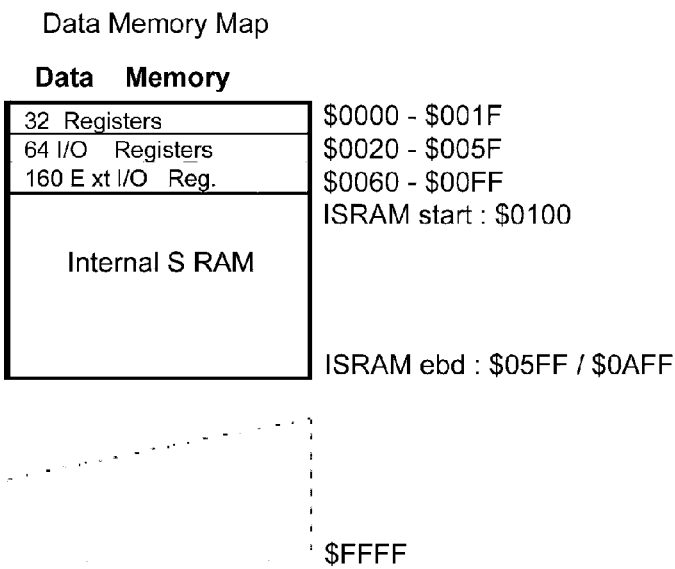 Data Memory Map
Data Memory
32 Registers $0000 - $001F
64 I/O Registers $0020 - $005F
160 E xt I/O Reg. $0060 - $00FF
ISRAM start : $0100
Internal S RAM
ISRAM ebd : $05FF / $0AFF
$FFFF